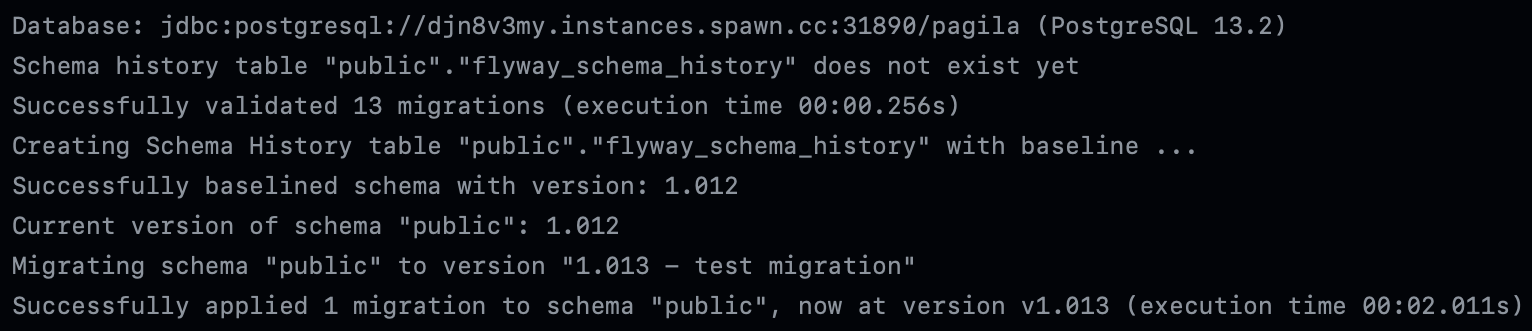 Database: jdbc:postgresql://djn8v3my.instances.spawn.cc:31890/pagila (PostgreSQL 13.2)
Schema history table "public"."flyway_schema_history" does not exist yet
Successfully validated 13 migrations (execution time 00:00.256s)
Creating Schema History table "public"."flyway_schema_history" with baseline ...
Successfully baselined schema with version: 1.012
Current version of schema "public": 1.012
Migrating schema "public" to version "1.013 – test migration"
Successfully applied 1 migration to schema "public", now at version v1.013 (execution time 00:02.011s)